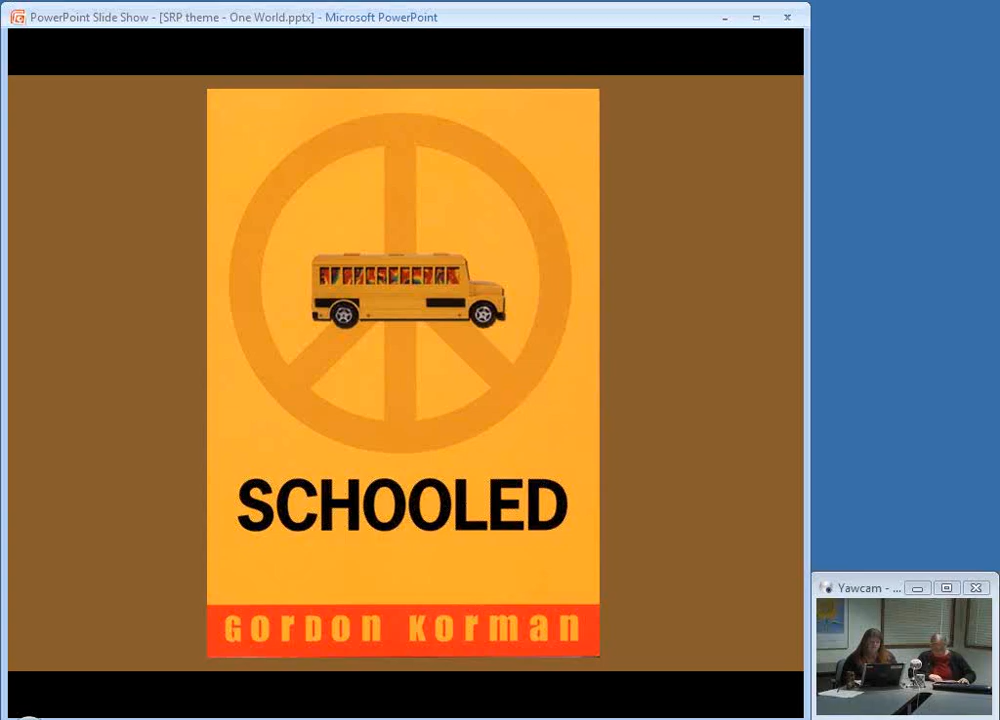 PowerPoint Slide Show - [SRP theme - One World.pptx] - Microsoft PowerPoint
SCHOOLED
GORDON KORMAN
Yawcam - ...